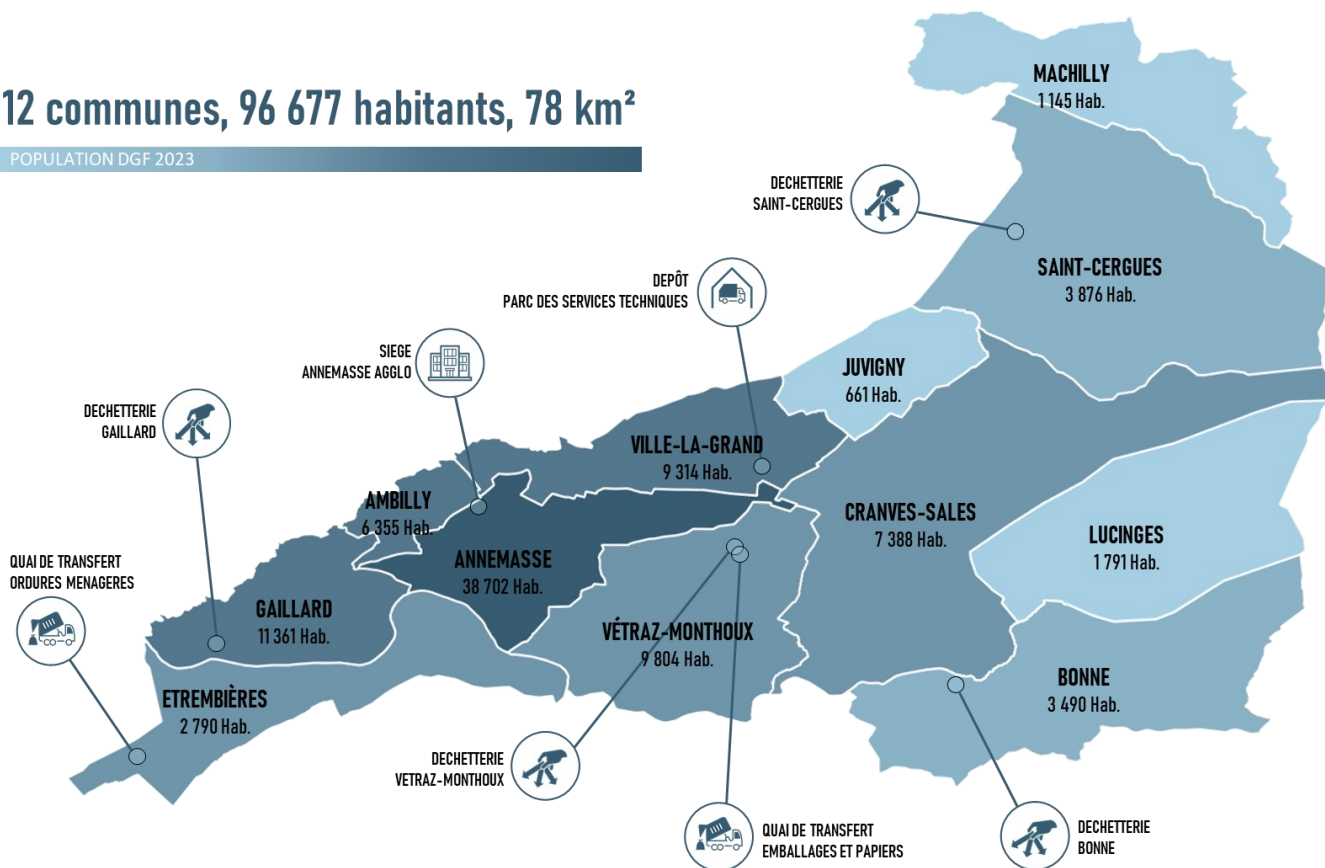 12 communes, 96 677 habitants, 78 km²
POPULATION DGF 2023
MACHILLY
1 145 Hab.
DECHETTERIE
SAINT-CERGUES
SAINT-CERGUES
3 876 Hab.
DEPÔT
PARC DES SERVICES TECHNIQUES
SIEGE
ANNEMASSE AGGLO
JUVIGNY
661 Hab.
DECHETTERIE
GAILLARD
VILLE-LA-GRAND
9 314 Hab.
AMBILLY
6 355 Hab.
CRANVES-SALES
7 388 Hab.
LUCINGES
1 791 Hab.
ANNEMASSE
38 702 Hab.
QUAI DE TRANSFERT
ORDURES MENAGERES
GAILLARD
11 361 Hab.
VÉTRAZ-MONTHOUX
9 804 Hab.
ETREMBIÈRES
2 790 Hab.
BONNE
3 490 Hab.
DECHETTERIE
VETRAZ-MONTHOUX
QUAI DE TRANSFERT
EMBALLAGES ET PAPIERS
DECHETTERIE
BONNE